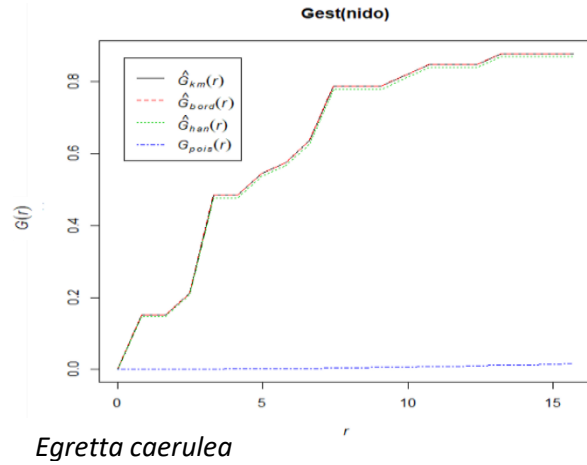 Gest(nido)
Ĝkm(r)
Ĝbord(r)
Ĝhan(r)
Gpois(r)
G(r)
0.8
0.6
0.4
0.2
0.0
0 5 10 15
r
Egretta caerulea